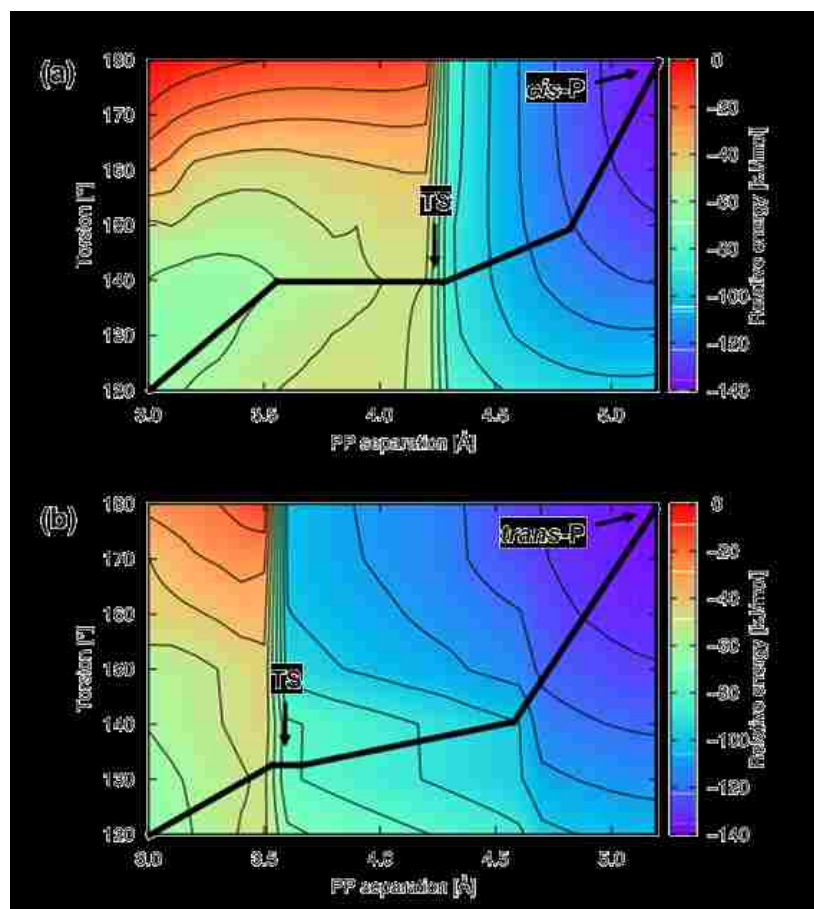 (a)
180
170
160
150
140
130
120
Torsion [°]
cis-P
TS
3.0 3.5 4.0 4.5 5.0
PP separation [Å]
0
−20
−40
−60
−80
−100
−120
−140
Relative energy [kJ/mol]
(b)
180
170
160
150
140
130
120
Torsion [°]
trans-P
TS
3.0 3.5 4.0 4.5 5.0
PP separation [Å]
0
−20
−40
−60
−80
−100
−120
−140
Relative energy [kJ/mol]